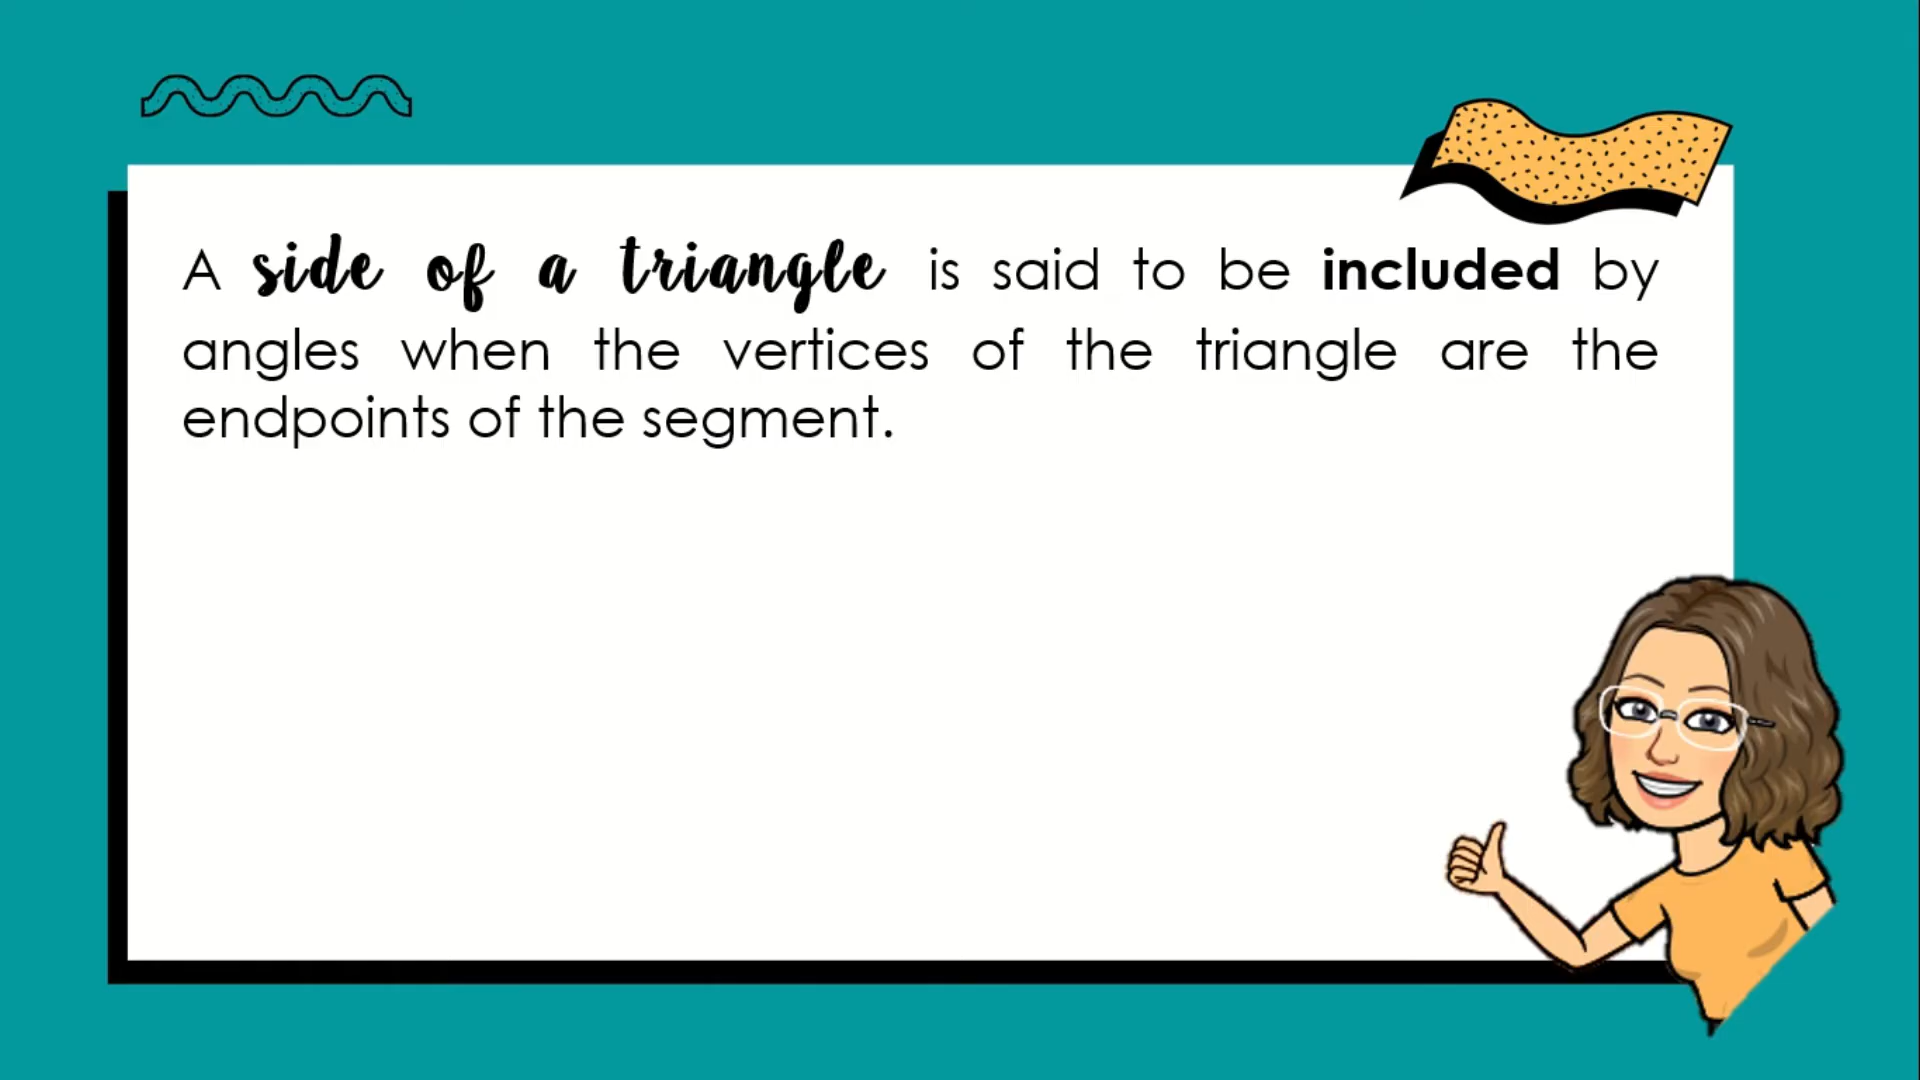 A side of a triangle is said to be included by
angles when the vertices of the triangle are the
endpoints of the segment.